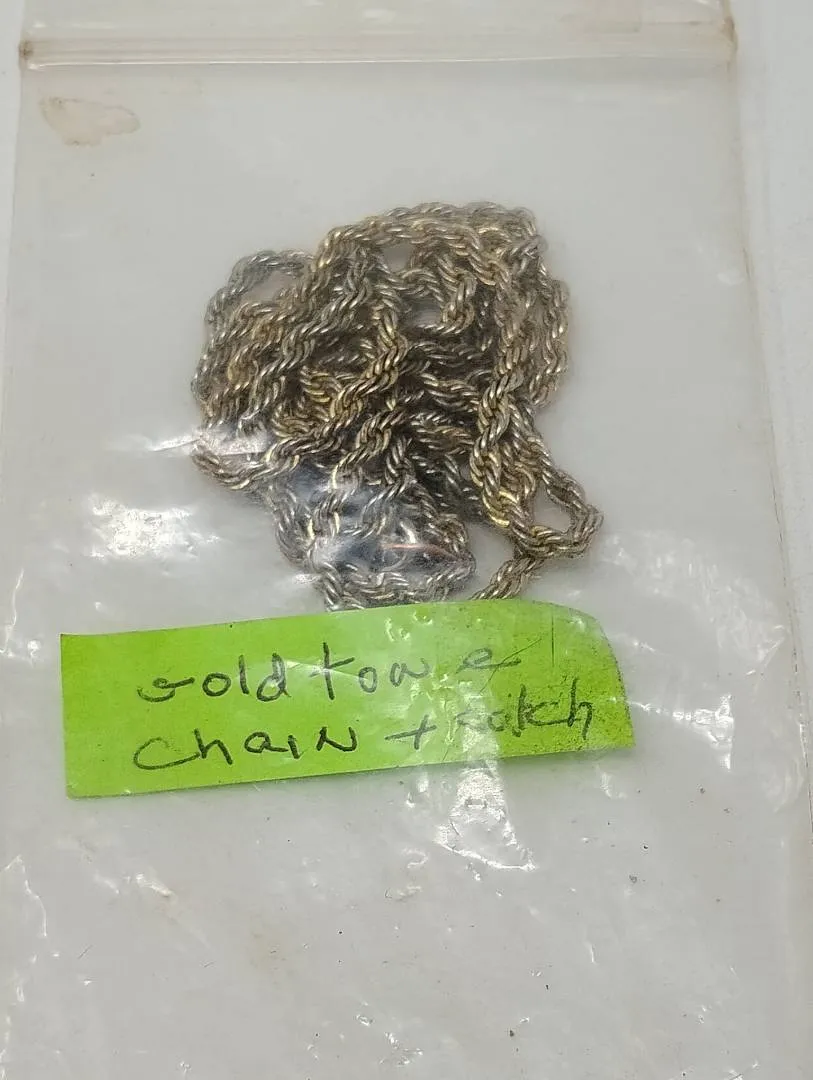 Gold tone
Chain +